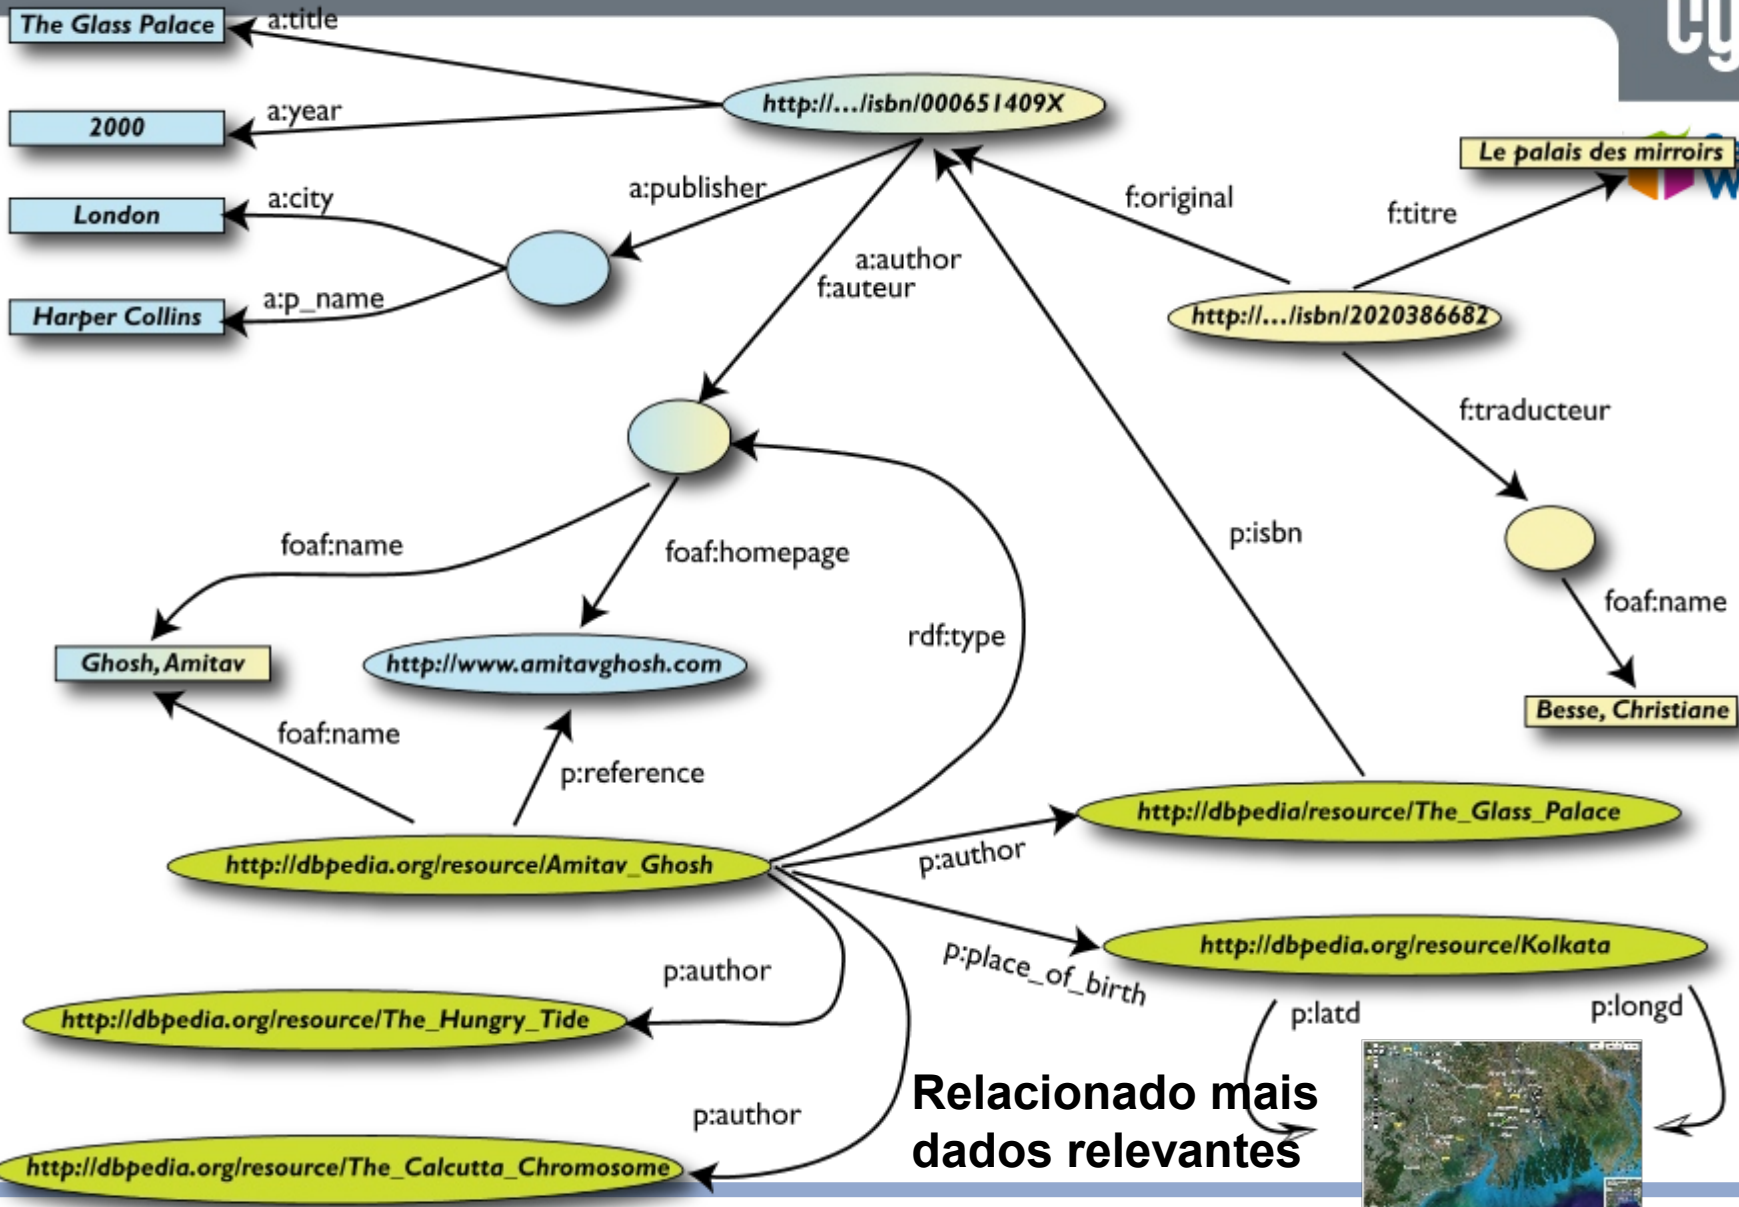 The Glass Palace
a:title
http://.../isbn/000651409X
2000
a:year
Le palais des mirroirs
London
a:city
a:publisher
f:original
f:titre
a:author
f:auteur
Harper Collins
a:p_name
http://.../isbn/2020386682
f:traducteur
foaf:name
foaf:homepage
p:isbn
foaf:name
rdf:type
Ghosh, Amitav
http://www.amitavghosh.com
Besse, Christiane
foaf:name
p:reference
http://dbpedia/resource/The_Glass_Palace
http://dbpedia.org/resource/Amitav_Ghosh
p:author
http://dbpedia.org/resource/Kolkata
p:author
p:place_of_birth
http://dbpedia.org/resource/The_Hungry_Tide
p:latd
p:longd
Relacionado mais
dados relevantes
p:author
http://dbpedia.org/resource/The_Calcutta_Chromosome